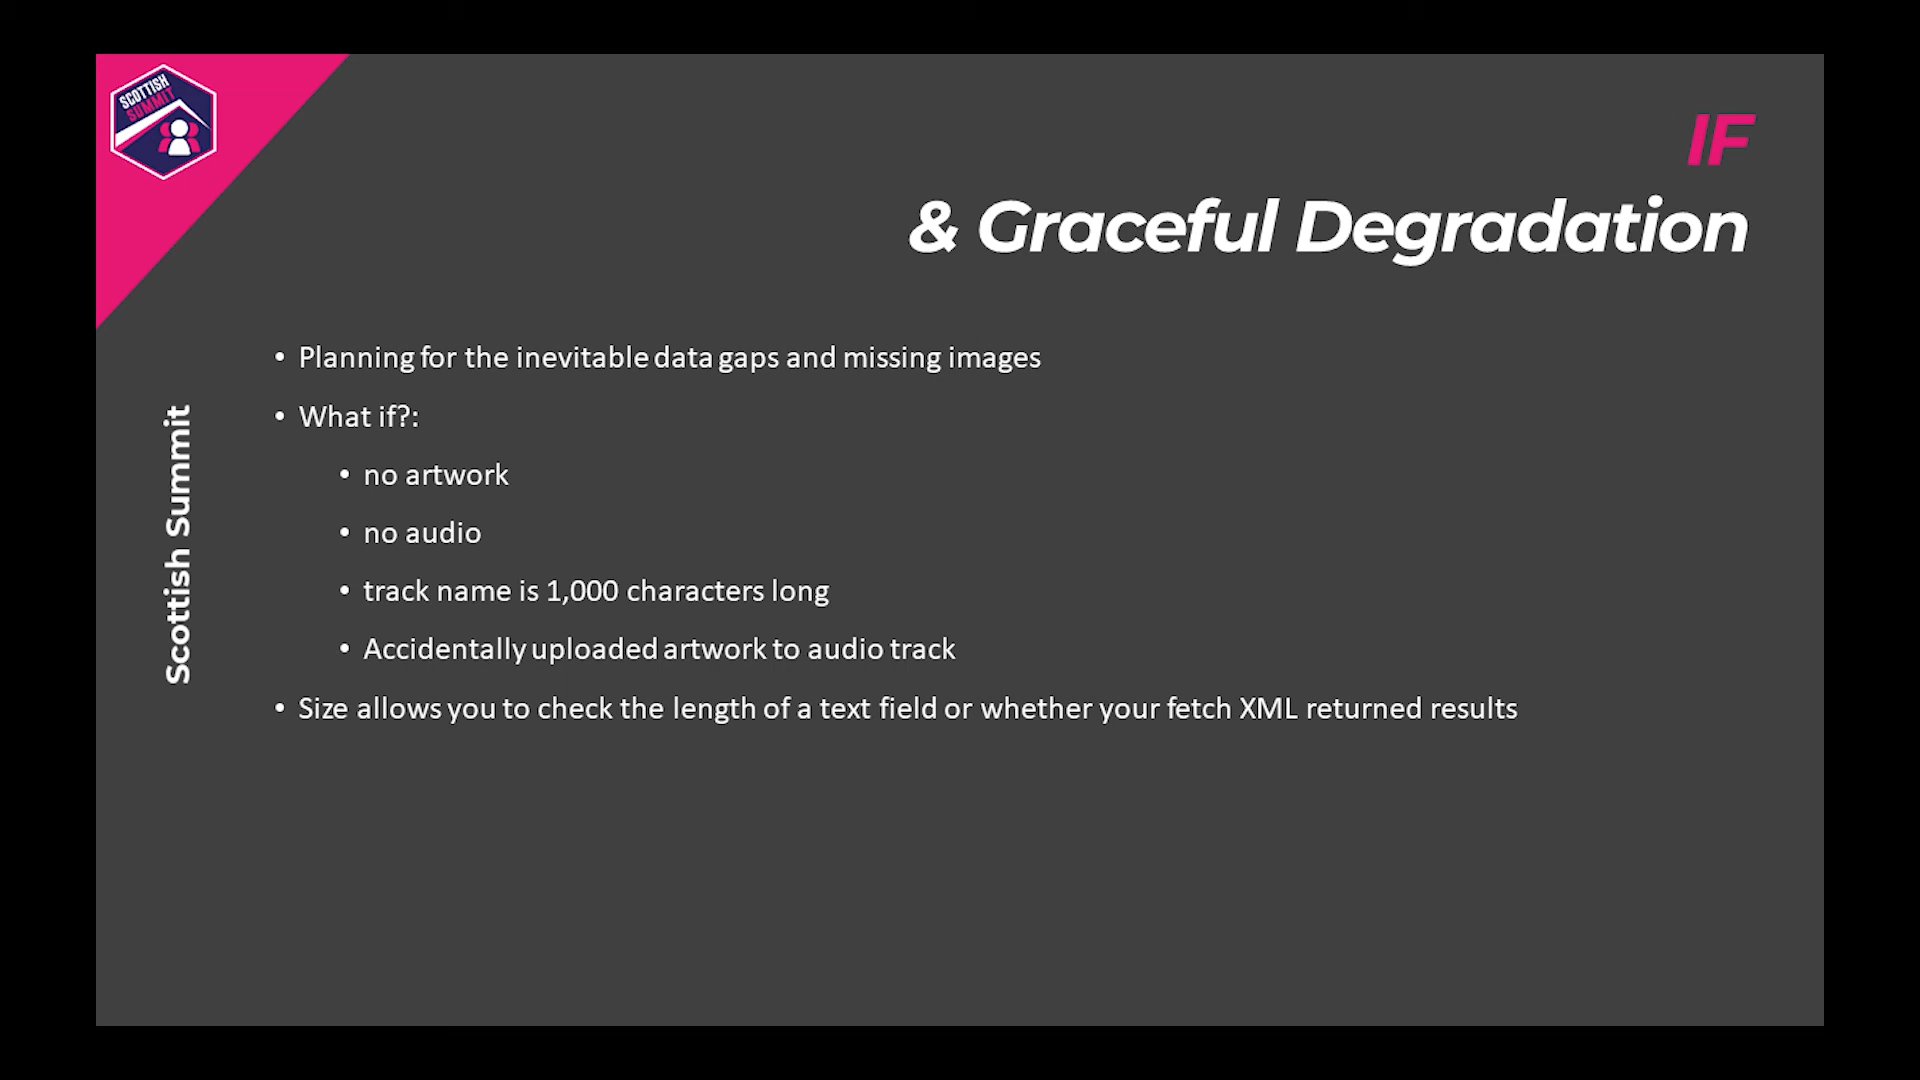 SCOTTISH
SUMMIT
IF
& Graceful Degradation
• Planning for the inevitable data gaps and missing images
• What if?:
• no artwork
• no audio
• track name is 1,000 characters long
• Accidentally uploaded artwork to audio track
• Size allows you to check the length of a text field or whether your fetch XML returned results
Scottish Summit